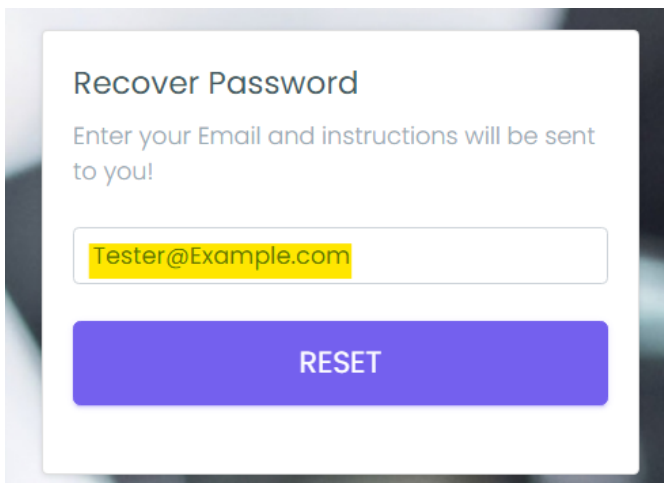 Recover Password
Enter your Email and instructions will be sent
to you!
Tester@Example.com
RESET